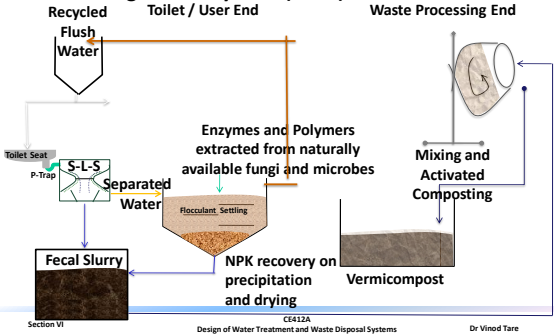 Recycled
Flush
Water
Toilet / User End
Waste Processing End
Toilet Seat
P-Trap
S-L-S
Separated
Water
Enzymes and Polymers
extracted from naturally
available fungi and microbes
Flocculant Settling
Mixing and
Activated
Composting
Fecal Slurry
NPK recovery on
precipitation
and drying
Vermicompost
Section VI
CE412A
Design of Water Treatment and Waste Disposal Systems
Dr Vinod Tare